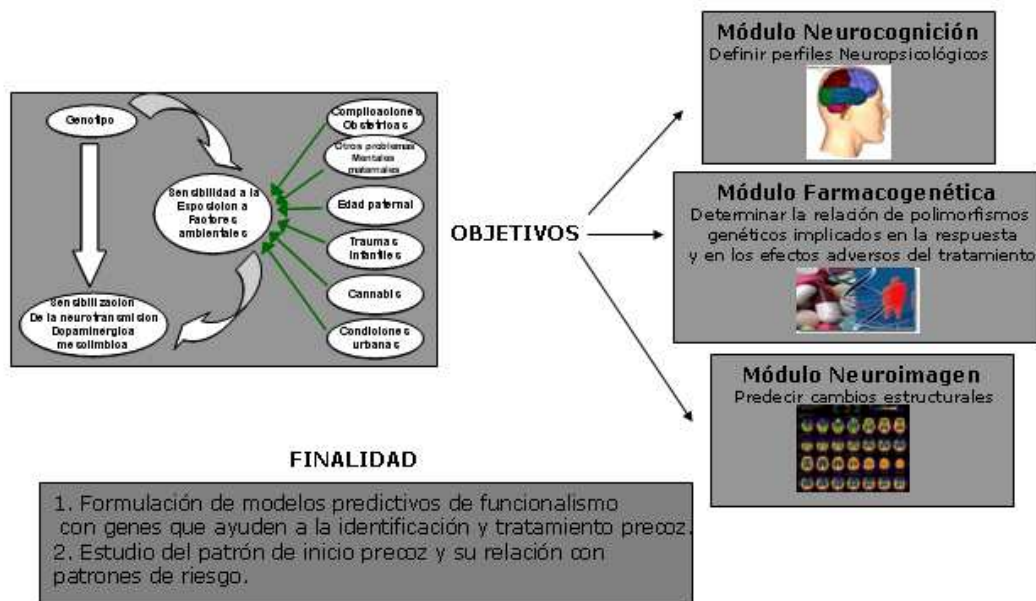 Genotipo
Sensibilidad a la
Exposicion a
Factores
ambientales
Sensibilizacion
De la neurotransmision
Dopaminergica
mesolimbica
Complicaciones
Obstetricas
Otros problemas
Mentales
maternales
Edad paternal
Traumas
Infantiles
Cannabis
Condiciones
urbanas
OBJETIVOS
Módulo Neurocognición
Definir perfiles Neuropsicológicos
Módulo Farmacogenética
Determinar la relación de polimorfismos
genéticos implicados en la respuesta
y en los efectos adversos del tratamiento
Módulo Neuroimagen
Predecir cambios estructurales
FINALIDAD
1. Formulación de modelos predictivos de funcionalismo
con genes que ayuden a la identificación y tratamiento precoz.
2. Estudio del patrón de inicio precoz y su relación con
patrones de riesgo.